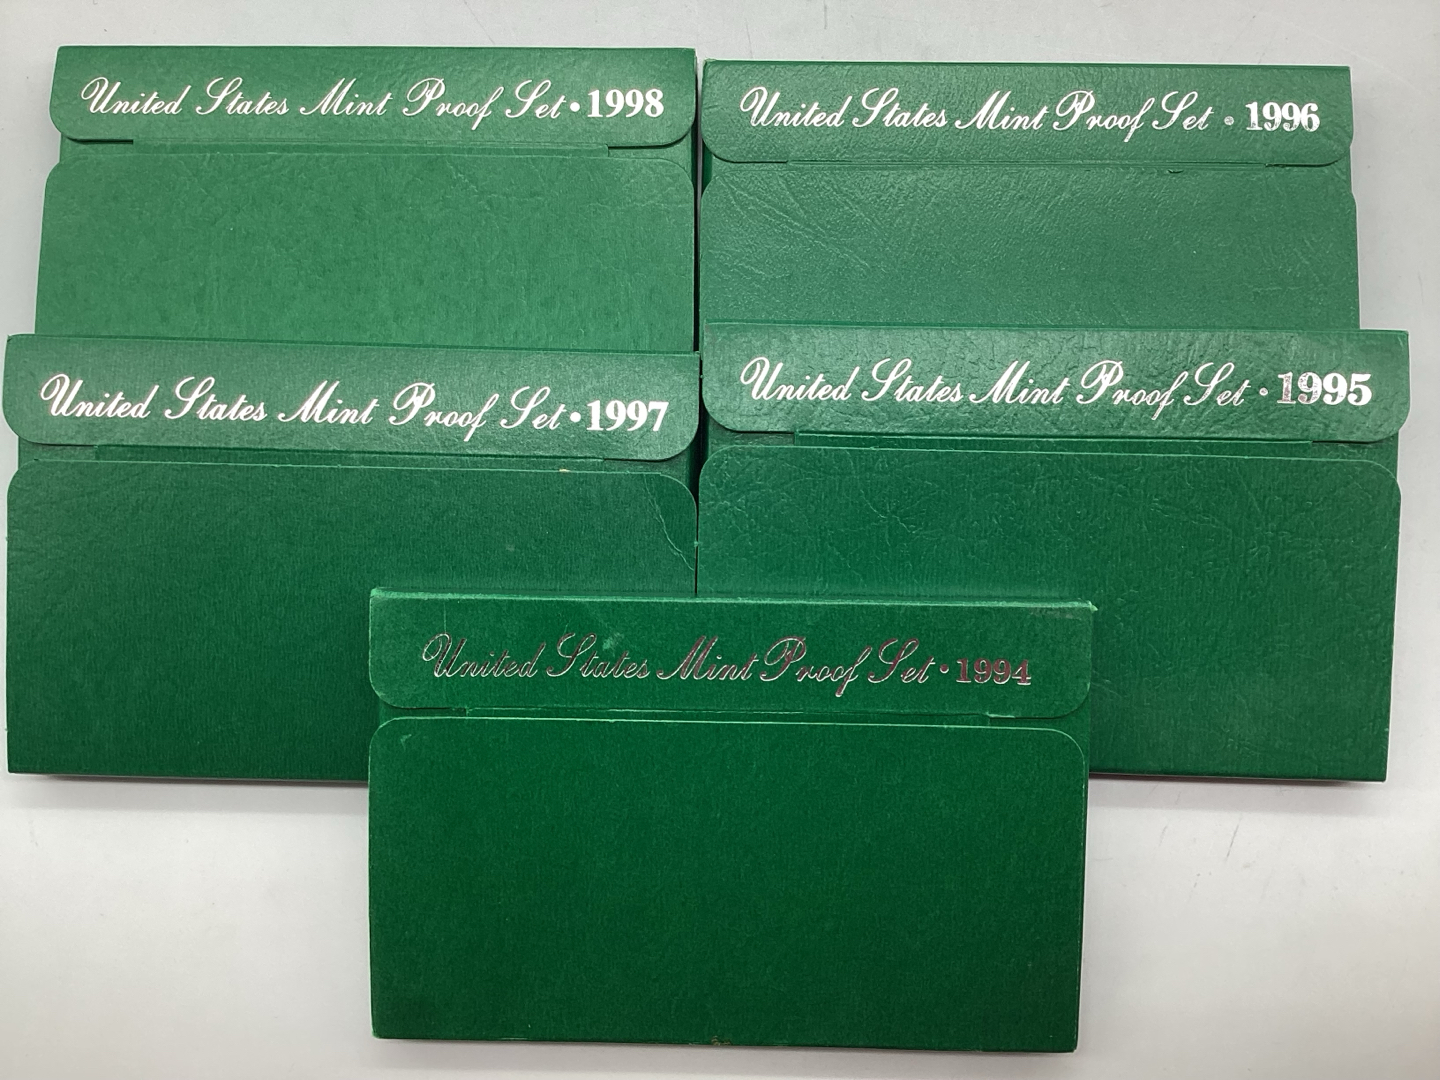 United States Mint Proof Set • 1998
United States Mint Proof Set • 1996
United States Mint Proof Set • 1997
United States Mint Proof Set • 1995
United States Mint Proof Set • 1994